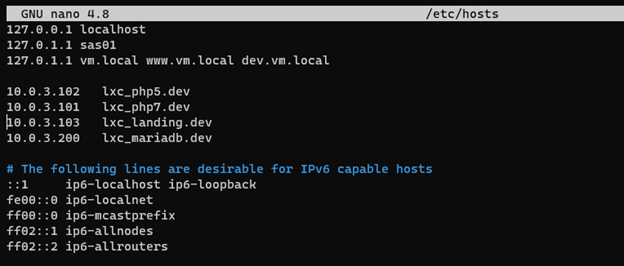 GNU nano 4.8 /etc/hosts
127.0.0.1 localhost
127.0.1.1 sas01
127.0.1.1 vm.local www.vm.local dev.vm.local
10.0.3.102 lxc_php5.dev
10.0.3.101 lxc_php7.dev
10.0.3.103 lxc_landing.dev
10.0.3.200 lxc_mariadb.dev
# The following lines are desirable for IPv6 capable hosts
::1 ip6-localhost ip6-loopback
fe00::0 ip6-localnet
ff00::0 ip6-mcastprefix
ff02::1 ip6-allnodes
ff02::2 ip6-allrouters